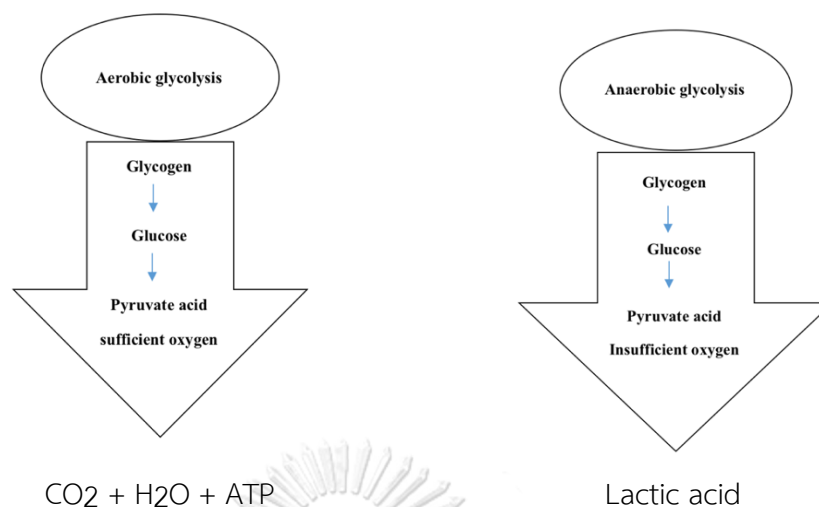 Aerobic glycolysis
Glycogen
Glucose
Pyruvate acid
sufficient oxygen
CO2 + H2O + ATP
Anaerobic glycolysis
Glycogen
Glucose
Pyruvate acid
Insufficient oxygen
Lactic acid